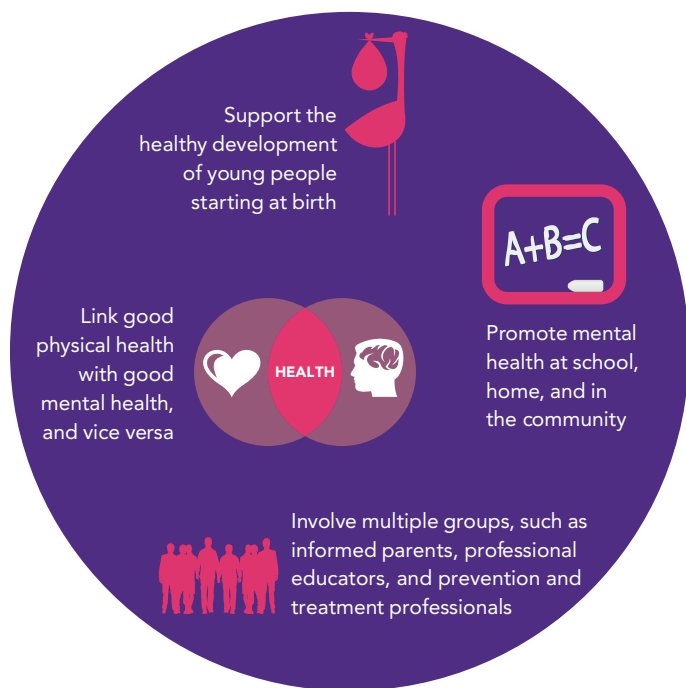 Support the
healthy development
of young people
starting at birth
A+B=C
Promote mental
health at school,
home, and in
the community
Link good
physical health
with good
mental health,
and vice versa
HEALTH
Involve multiple groups, such as
informed parents, professional
educators, and prevention and
treatment professionals